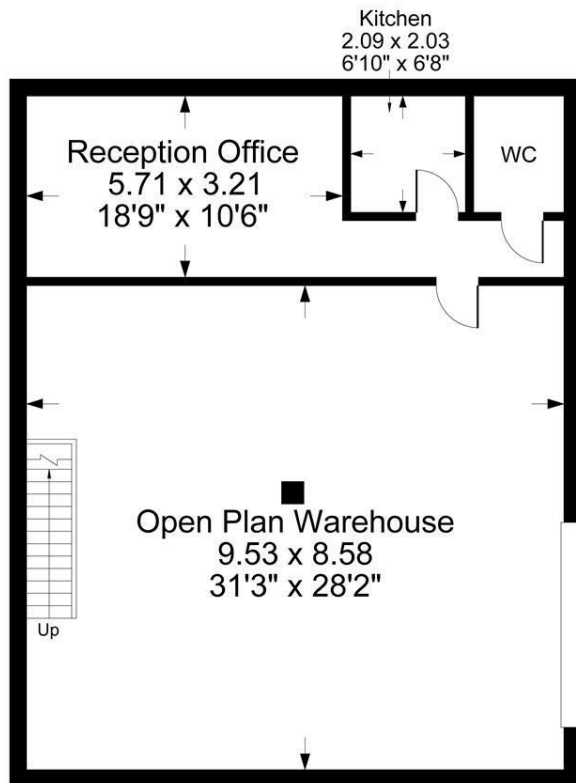 Kitchen
2.09 x 2.03
6'10" x 6'8"
Reception Office
5.71 x 3.21
18'9" x 10'6"
WC
Open Plan Warehouse
9.53 x 8.58
31'3" x 28'2"
Up